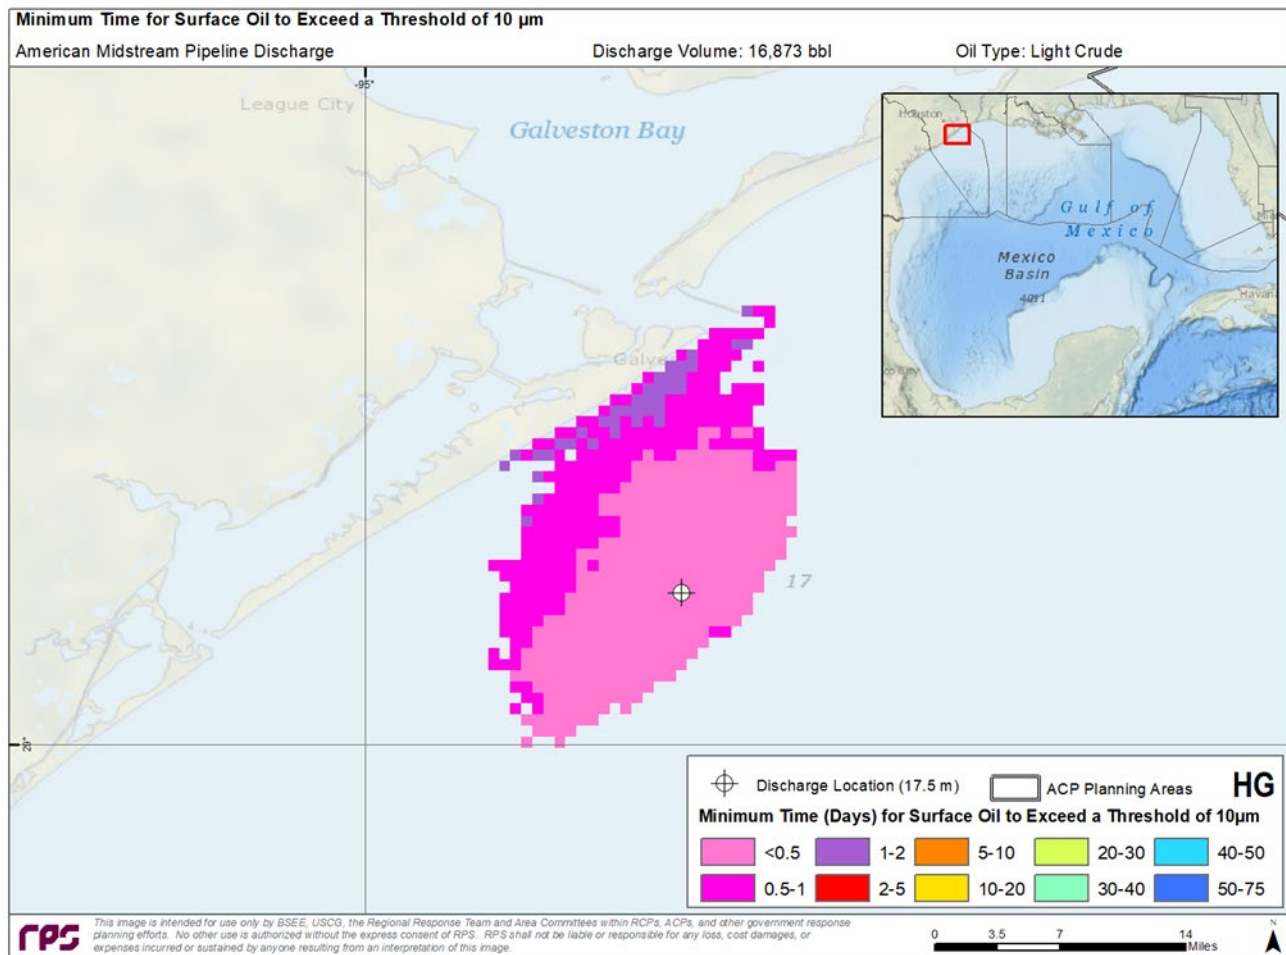 Minimum Time for Surface Oil to Exceed a Threshold of 10 µm
American Midstream Pipeline Discharge Discharge Volume: 16,873 bbl Oil Type: Light Crude
-95°
League City
Galveston Bay
Houston
Gulf of
Mexico
Mexico
Basin
4011
Havan
Galves
17
29°
Discharge Location (17.5 m) ACP Planning Areas HG
Minimum Time (Days) for Surface Oil to Exceed a Threshold of 10µm
<0.5 1-2 5-10 20-30 40-50
0.5-1 2-5 10-20 30-40 50-75
rps
This image is intended for use only by BSEE, USCG, the Regional Response Team and Area Committees within RCPs, ACPs, and other government response
planning efforts. No other use is authorized without the express consent of RPS. RPS shall not be liable or responsible for any loss, cost damages, or
expenses incurred or sustained by anyone resulting from an interpretation of this image.
0 3.5 7 14
Miles
N